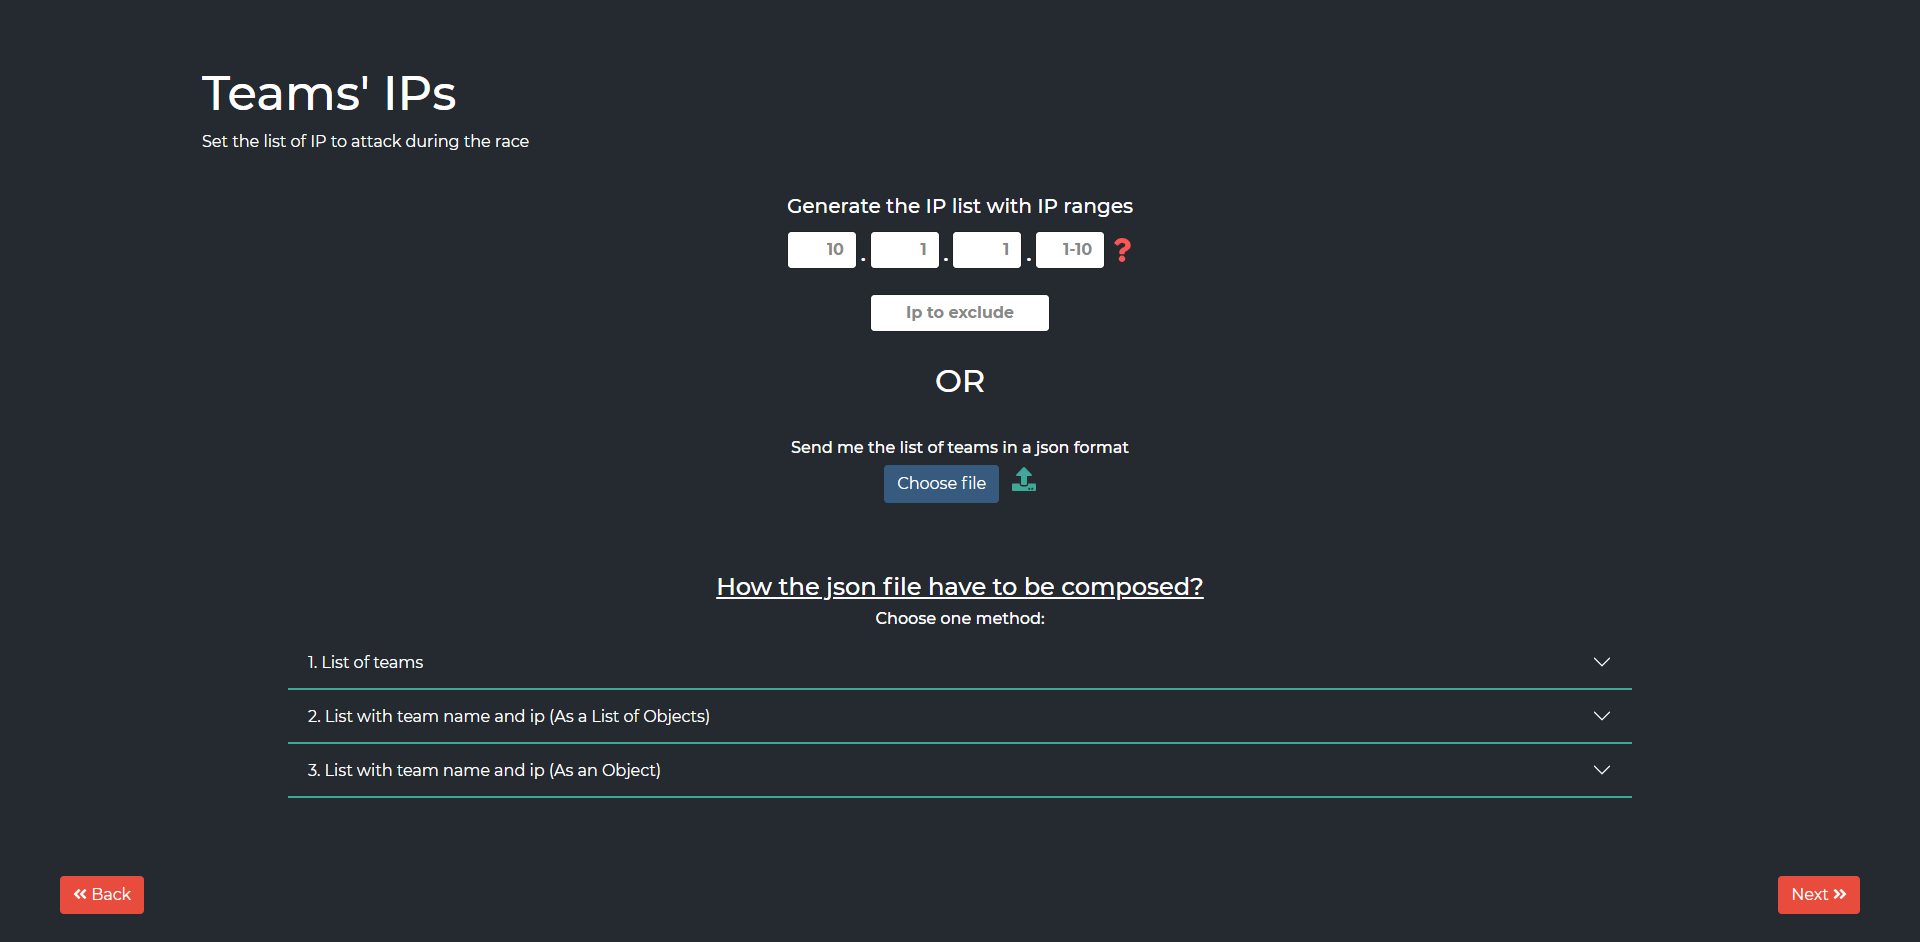 Teams' IPs
Set the list of IP to attack during the race
Generate the IP list with IP ranges
10 . 1 . 1 . 1-10 ?
Ip to exclude
OR
Send me the list of teams in a json format
Choose file
How the json file have to be composed?
Choose one method:
1. List of teams
2. List with team name and ip (As a List of Objects)
3. List with team name and ip (As an Object)
Back
Next